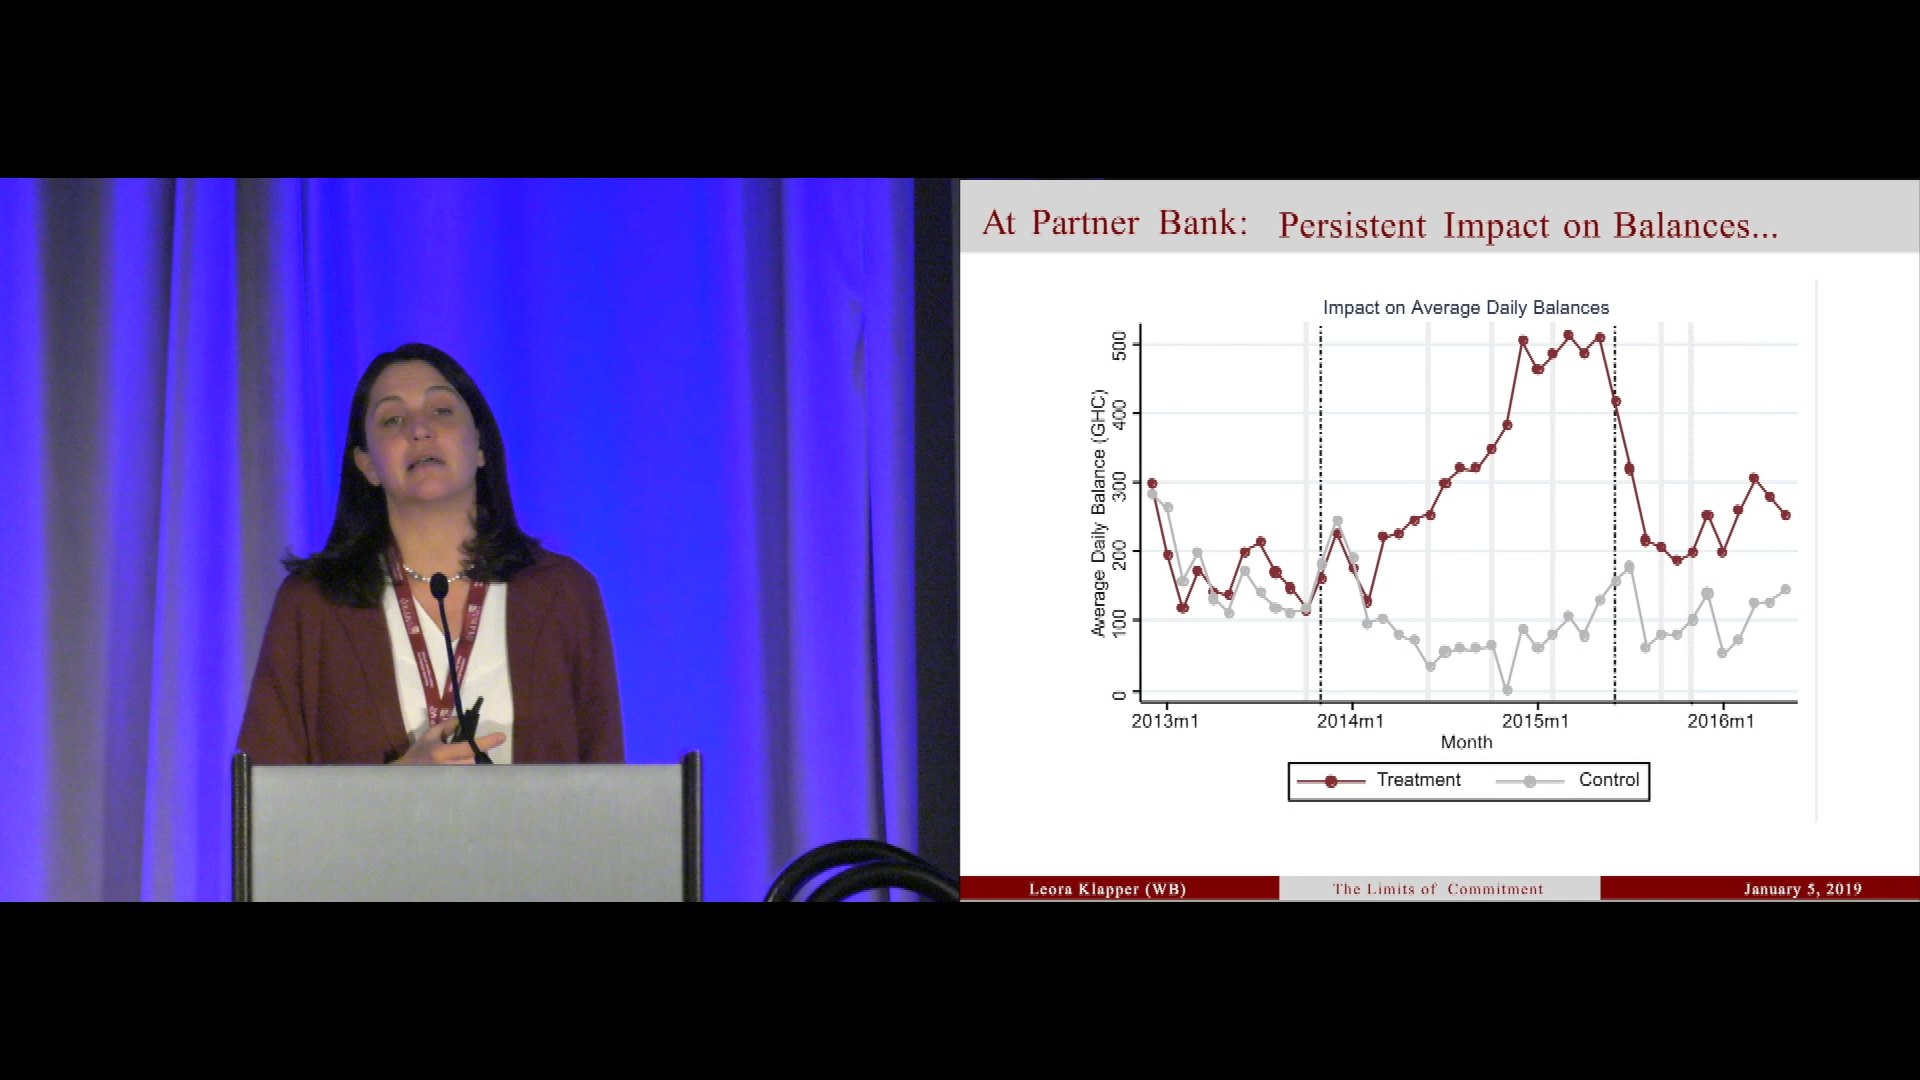 At Partner Bank: Persistent Impact on Balances...
Impact on Average Daily Balances
Average Daily Balance (GHC)
500
400
300
200
100
0
2013m1 2014m1 2015m1 2016m1
Month
Treatment Control
Leora Klapper (WB) The Limits of Commitment January 5, 2019